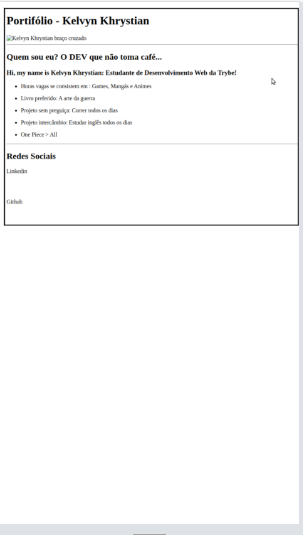 Portifólio - Kelvyn Khrystian
Kelvyn Khrystian braço cruzado
Quem sou eu? O DEV que não toma café...
Hi, my name is Kelvyn Khrystian: Estudante de Desenvolvimento Web da Trybe!
Horas vagas se consistem em : Games, Mangás e Animes
Livro preferido: A arte da guerra
Projeto sem preguiça: Correr todos os dias
Projeto intercâmbio: Estudar inglês todos os dias
One Piece > All
Redes Sociais
Linkedin
Github